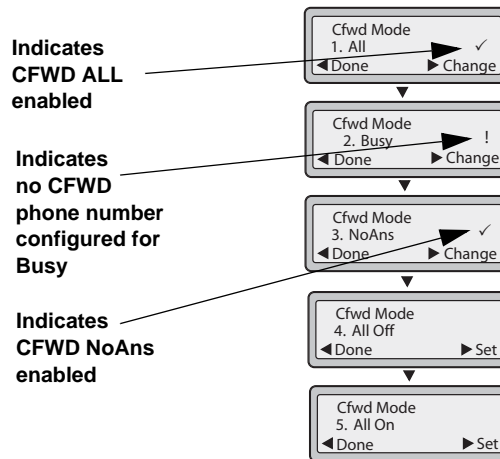 Indicates
CFWD ALL
enabled
Cfwd Mode
1. All ✓
◀Done ▶Change
▼
Indicates
no CFWD
phone number
configured for
Busy
Cfwd Mode
2. Busy !
◀Done ▶Change
▼
Cfwd Mode
3. NoAns ✓
◀Done ▶Change
▼
Indicates
CFWD NoAns
enabled
Cfwd Mode
4. All Off
◀Done ▶Set
▼
Cfwd Mode
5. All On
◀Done ▶Set